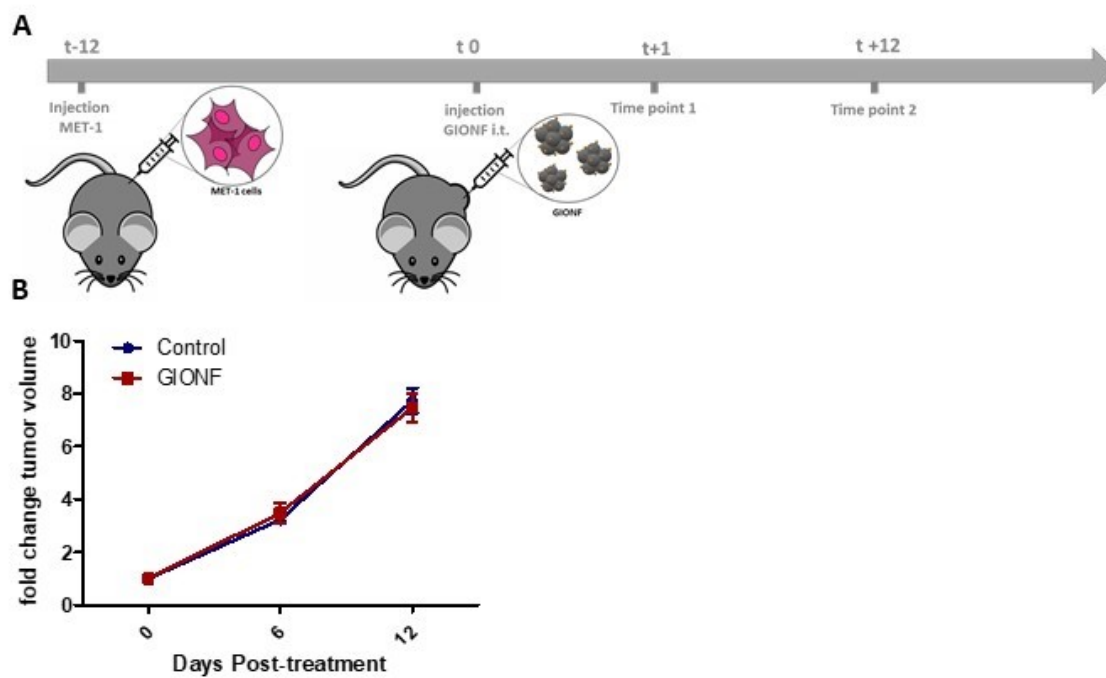 A
t-12
t 0
t+1
t +12
Injection
MET-1
injection
GIONF i.t.
Time point 1
Time point 2
MET-1 cells
GIONF
B
10
8
6
4
2
0
fold change tumor volume
Control
GIONF
0
6
12
Days Post-treatment